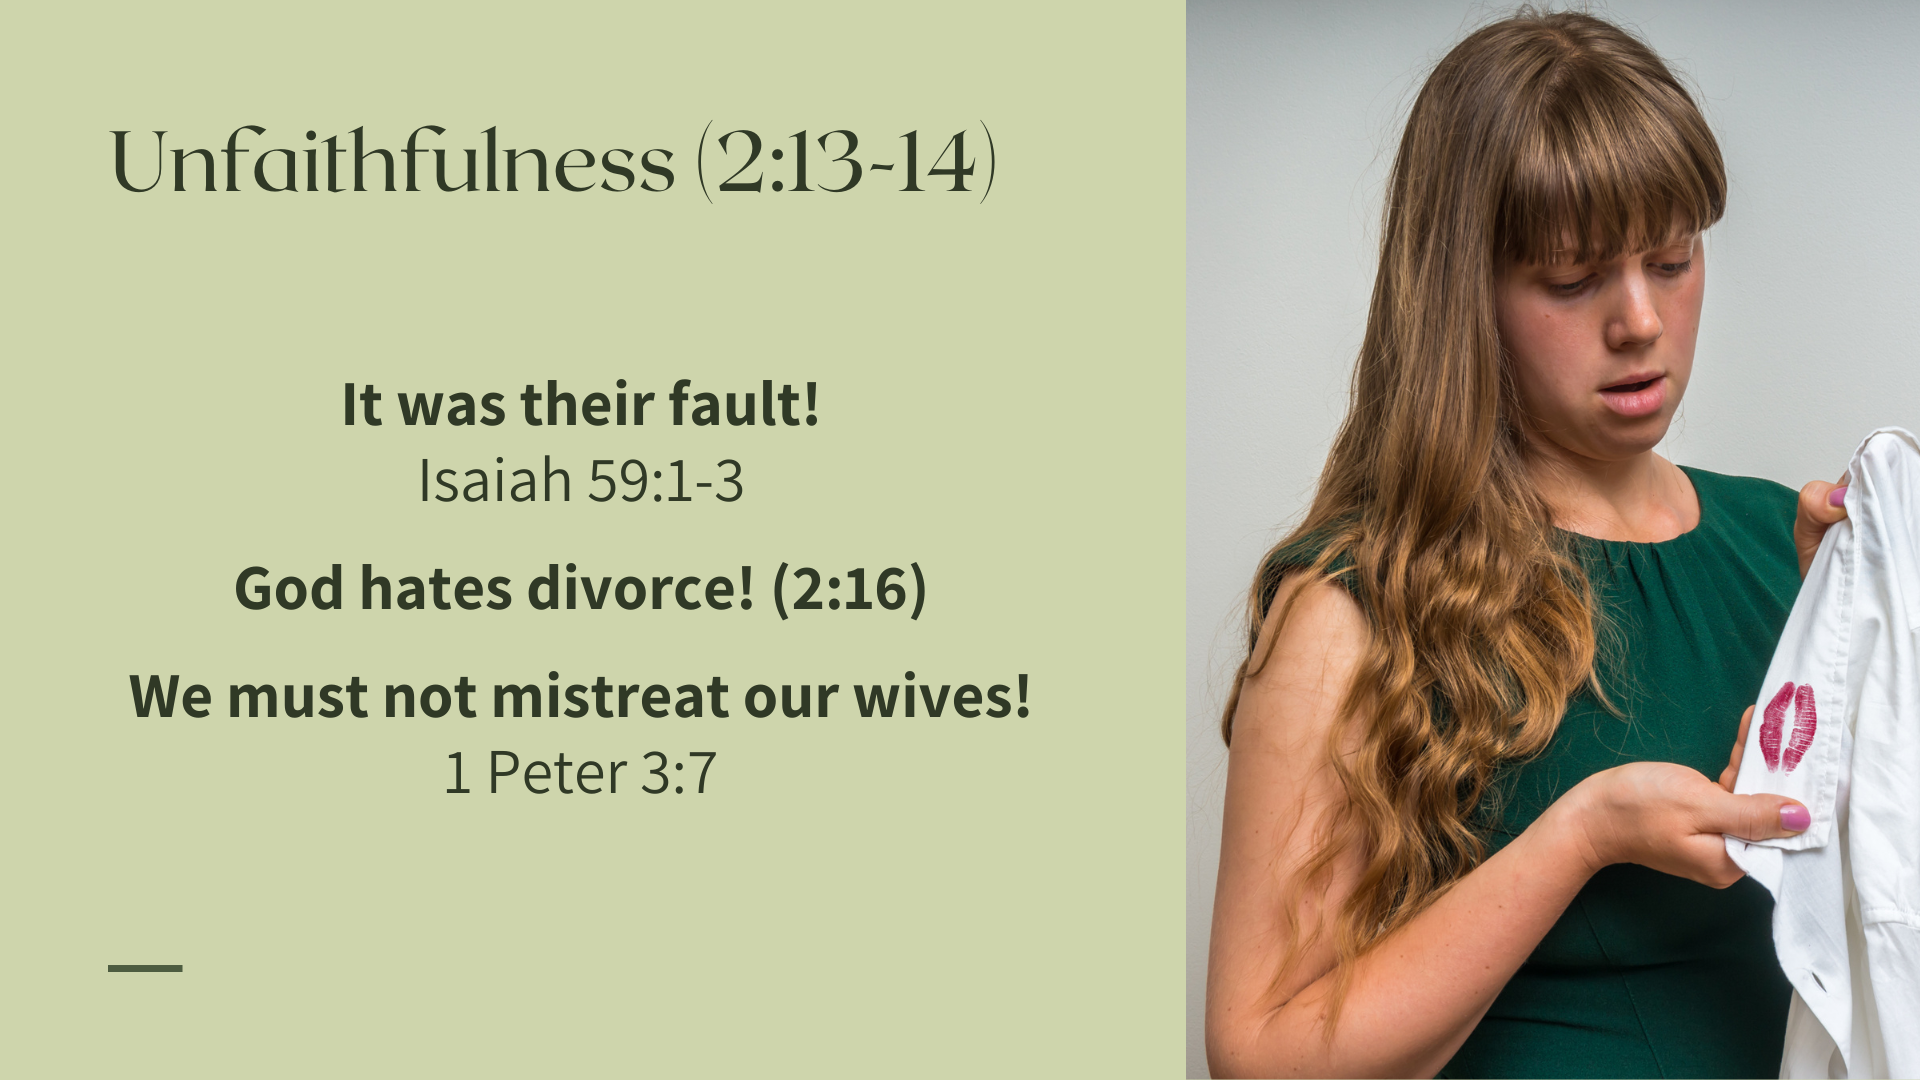 Unfaithfulness (2:13-14)
It was their fault!
Isaiah 59:1-3
God hates divorce! (2:16)
We must not mistreat our wives!
1 Peter 3:7